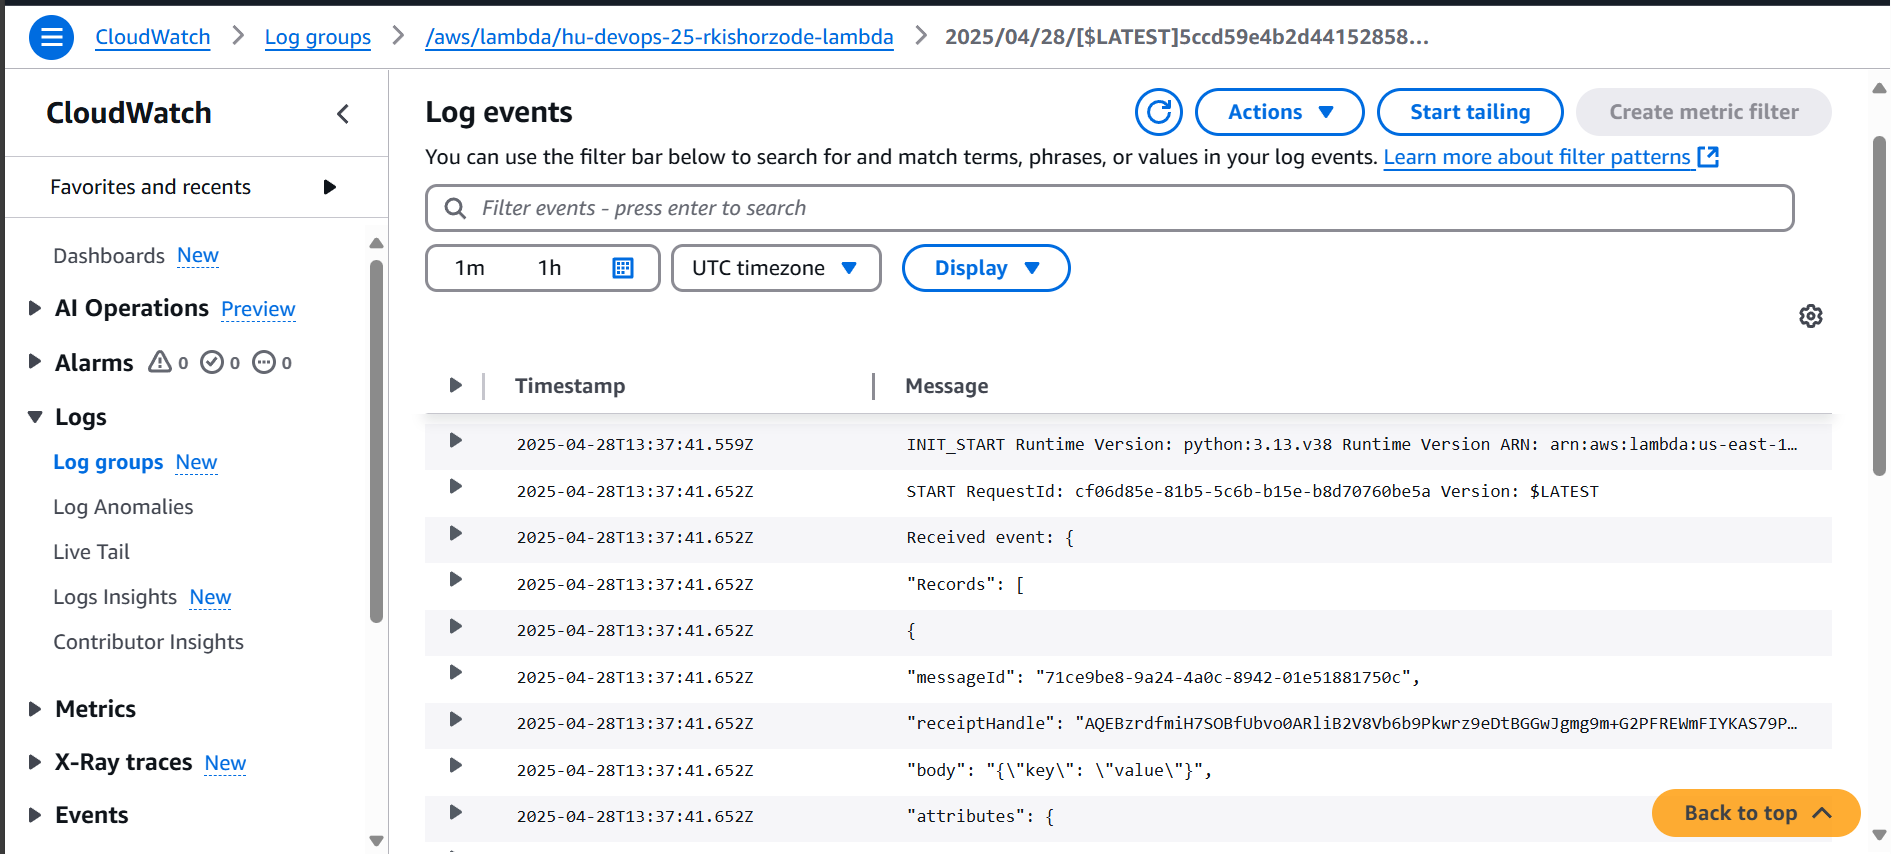 CloudWatch > Log groups > /aws/lambda/hu-devops-25-rkishorzode-lambda > 2025/04/28/[$LATEST]5ccd59e4b2d44152858...
CloudWatch
Favorites and recents
Dashboards New
AI Operations Preview
Alarms 0 0 0
Logs
Log groups New
Log Anomalies
Live Tail
Logs Insights New
Contributor Insights
Metrics
X-Ray traces New
Events
Log events
Actions
Start tailing
Create metric filter
You can use the filter bar below to search for and match terms, phrases, or values in your log events. Learn more about filter patterns
Filter events - press enter to search
1m 1h UTC timezone Display
Timestamp Message
2025-04-28T13:37:41.559Z INIT_START Runtime Version: python:3.13.v38 Runtime Version ARN: arn:aws:lambda:us-east-1...
2025-04-28T13:37:41.652Z START RequestId: cf06d85e-81b5-5c6b-b15e-b8d70760be5a Version: $LATEST
2025-04-28T13:37:41.652Z Received event: {
2025-04-28T13:37:41.652Z "Records": [
2025-04-28T13:37:41.652Z {
2025-04-28T13:37:41.652Z "messageId": "71ce9be8-9a24-4a0c-8942-01e51881750c",
2025-04-28T13:37:41.652Z "receiptHandle": "AQEBzrdfmiH7SOBfUbvo0ARliB2V8Vb6b9Pkwrz9eDtBGGwJgmg9m+G2PFREWmFIYKAS79P...
2025-04-28T13:37:41.652Z "body": "{\"key\": \"value\"}",
2025-04-28T13:37:41.652Z "attributes": {
Back to top